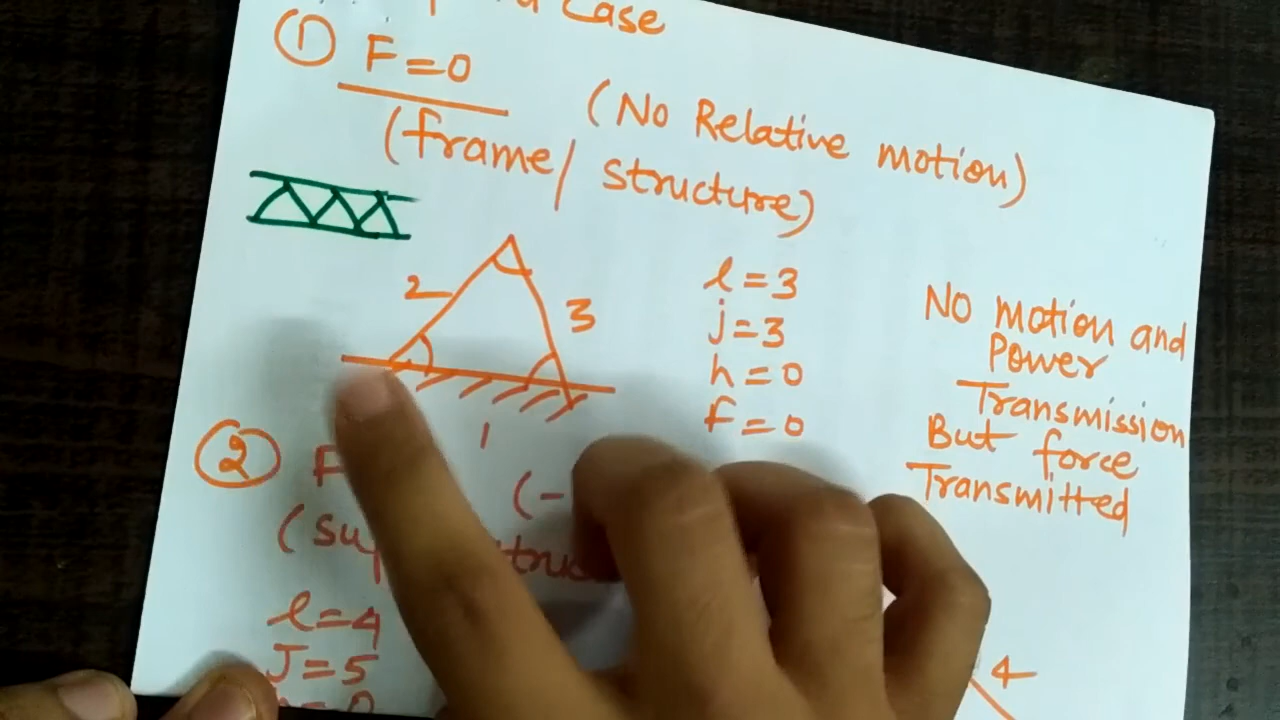 Case
① F=0
(No Relative motion)
(frame/ structure)
2
3
1
l=3
j=3
h=0
f=0
No motion and
Power
Transmission
But force
Transmitted
② F
(-
l=4
J=5
4